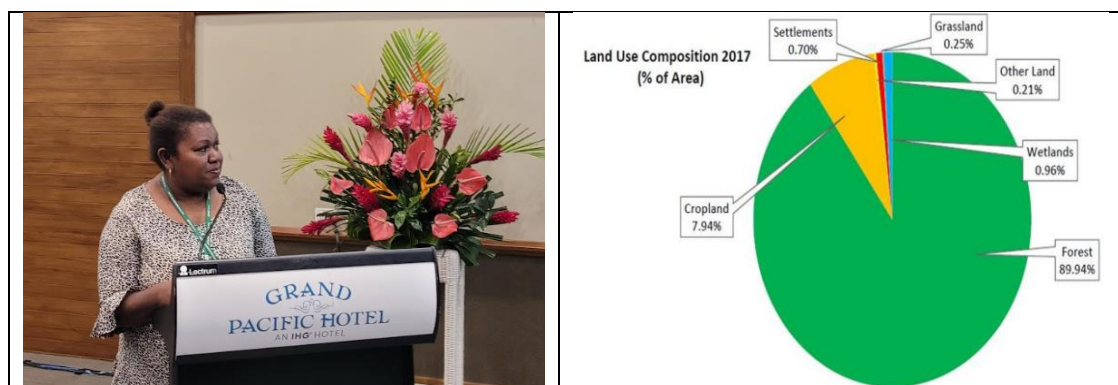 Lectrum
GRAND
PACIFIC HOTEL
AN IHG HOTEL
Land Use Composition 2017
(% of Area)
Settlements
0.70%
Grassland
0.25%
Other Land
0.21%
Wetlands
0.96%
Cropland
7.94%
Forest
89.94%